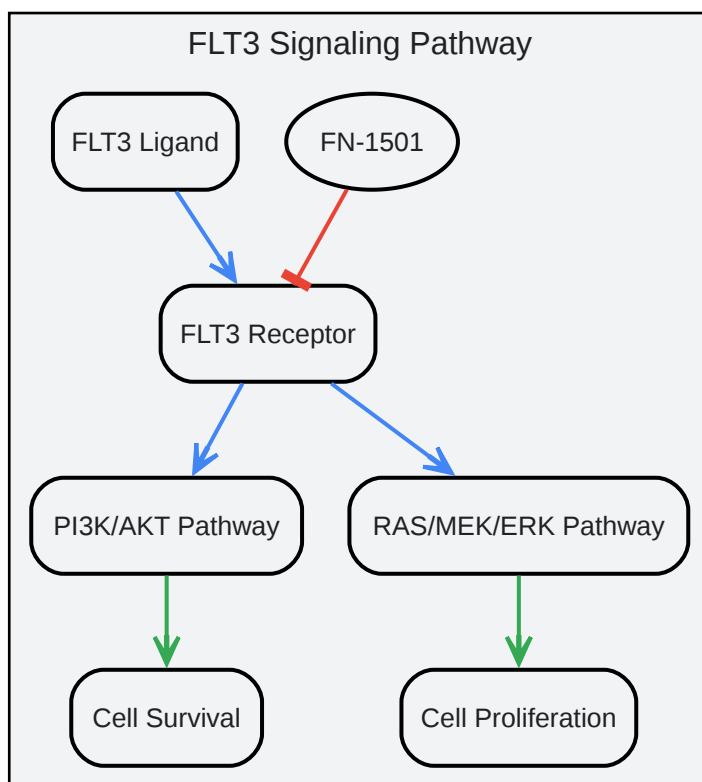 FLT3 Signaling Pathway
FLT3 Ligand
FN-1501
FLT3 Receptor
PI3K/AKT Pathway
RAS/MEK/ERK Pathway
Cell Survival
Cell Proliferation